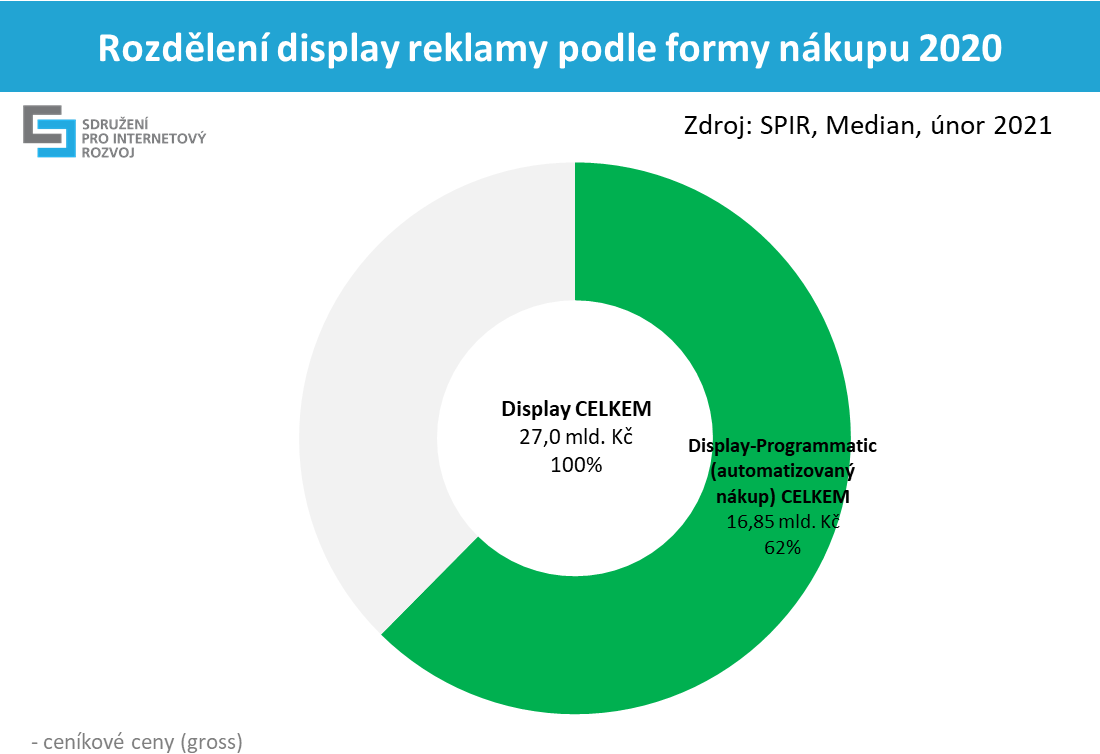 Rozdělení display reklamy podle formy nákupu 2020
SDRUŽENÍ
PRO INTERNETOVÝ
ROZVOJ
Zdroj: SPIR, Median, únor 2021
Display CELKEM
27,0 mld. Kč
100%
Display-Programmatic
(automatizovaný
nákup) CELKEM
16,85 mld. Kč
62%
- ceníkové ceny (gross)